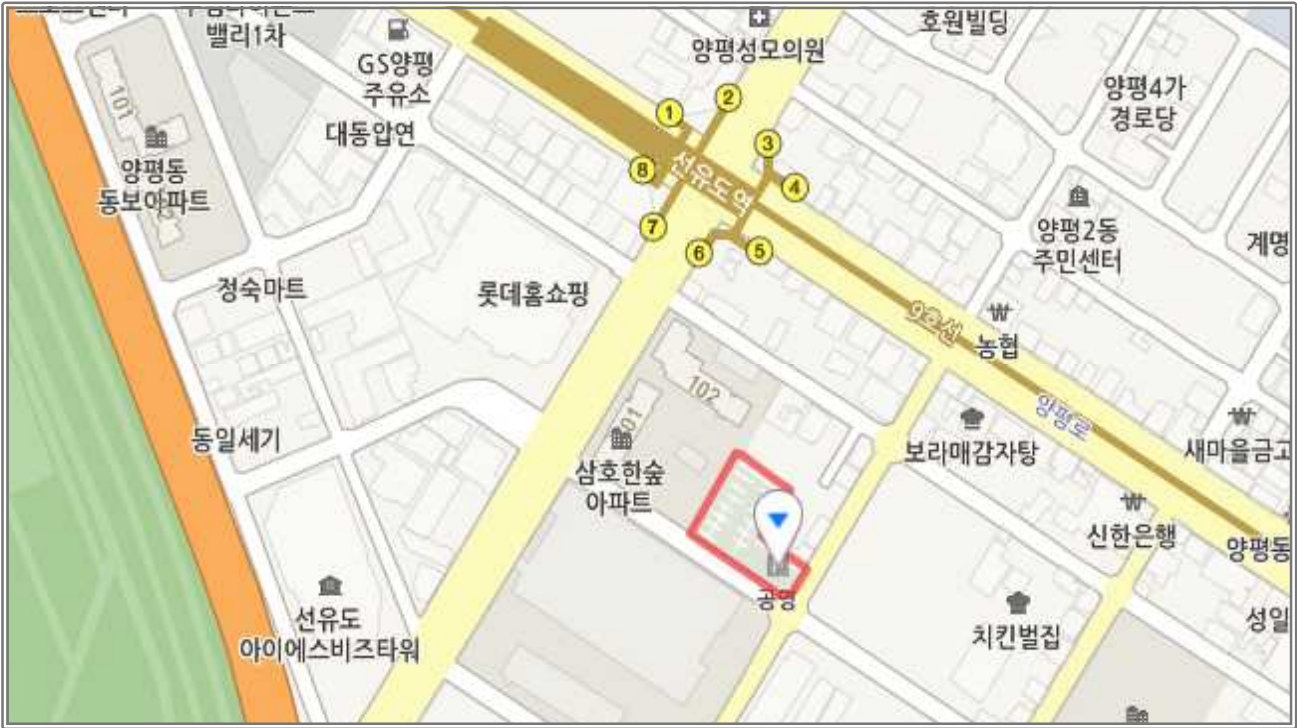 밸리1차
GS양평
주유소
대동압연
101
양평동
동보아파트
정숙마트
동일세기
선유도
아이에스비즈타워
롯데홈쇼핑
양평성모의원
호원빌딩
양평4가
경로당
1
2
3
4
5
6
7
8
선유도역
양평2동
주민센터
계명
9호선
농협
양평로
102
삼호한숲
아파트
보라매감자탕
새마을금고
신한은행
양평동
치킨벌집
성일
공영